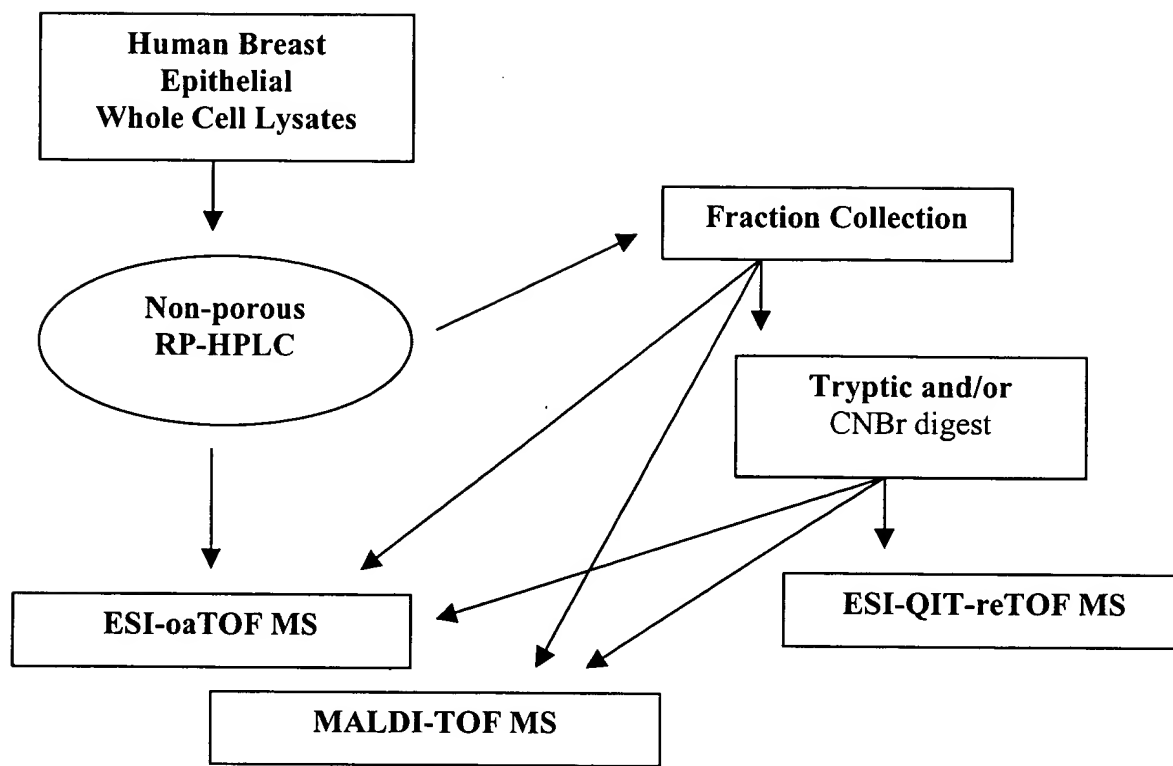 Human Breast
Epithelial
Whole Cell Lysates
Fraction Collection
Non-porous
RP-HPLC
Tryptic and/or
CNBr digest
ESI-oaTOF MS
ESI-QIT-reTOF MS
MALDI-TOF MS